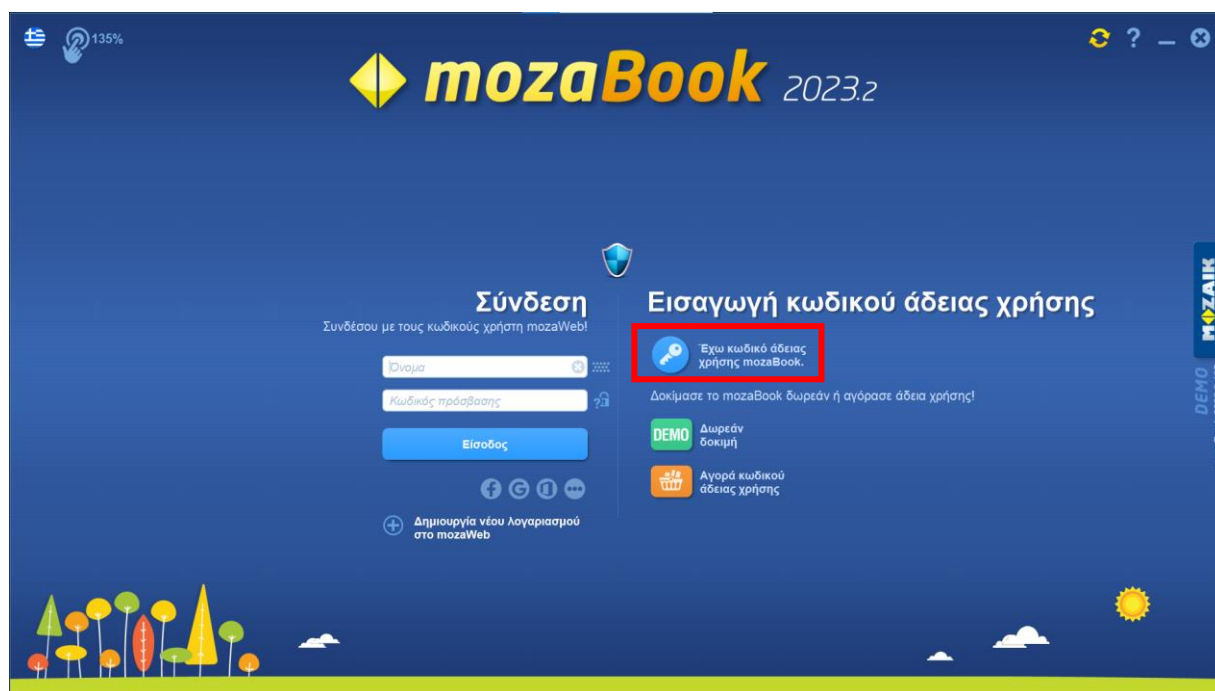 135%
mozaBook 2023.2
Σύνδεση
Συνδέσου με τους κωδικούς χρήστη mozaWeb!
Όνομα
Κωδικός πρόσβασης
Είσοδος
Δημιουργία νέου λογαριασμού
στο mozaWeb
Εισαγωγή κωδικού άδειας χρήσης
Έχω κωδικό άδειας
χρήσης mozaBook.
Δοκίμασε το mozaBook δωρεάν ή αγόρασε άδεια χρήσης!
DEMO
Δωρεάν
δοκιμή
Αγορά κωδικού
άδειας χρήσης
MOZAIK
DEMO